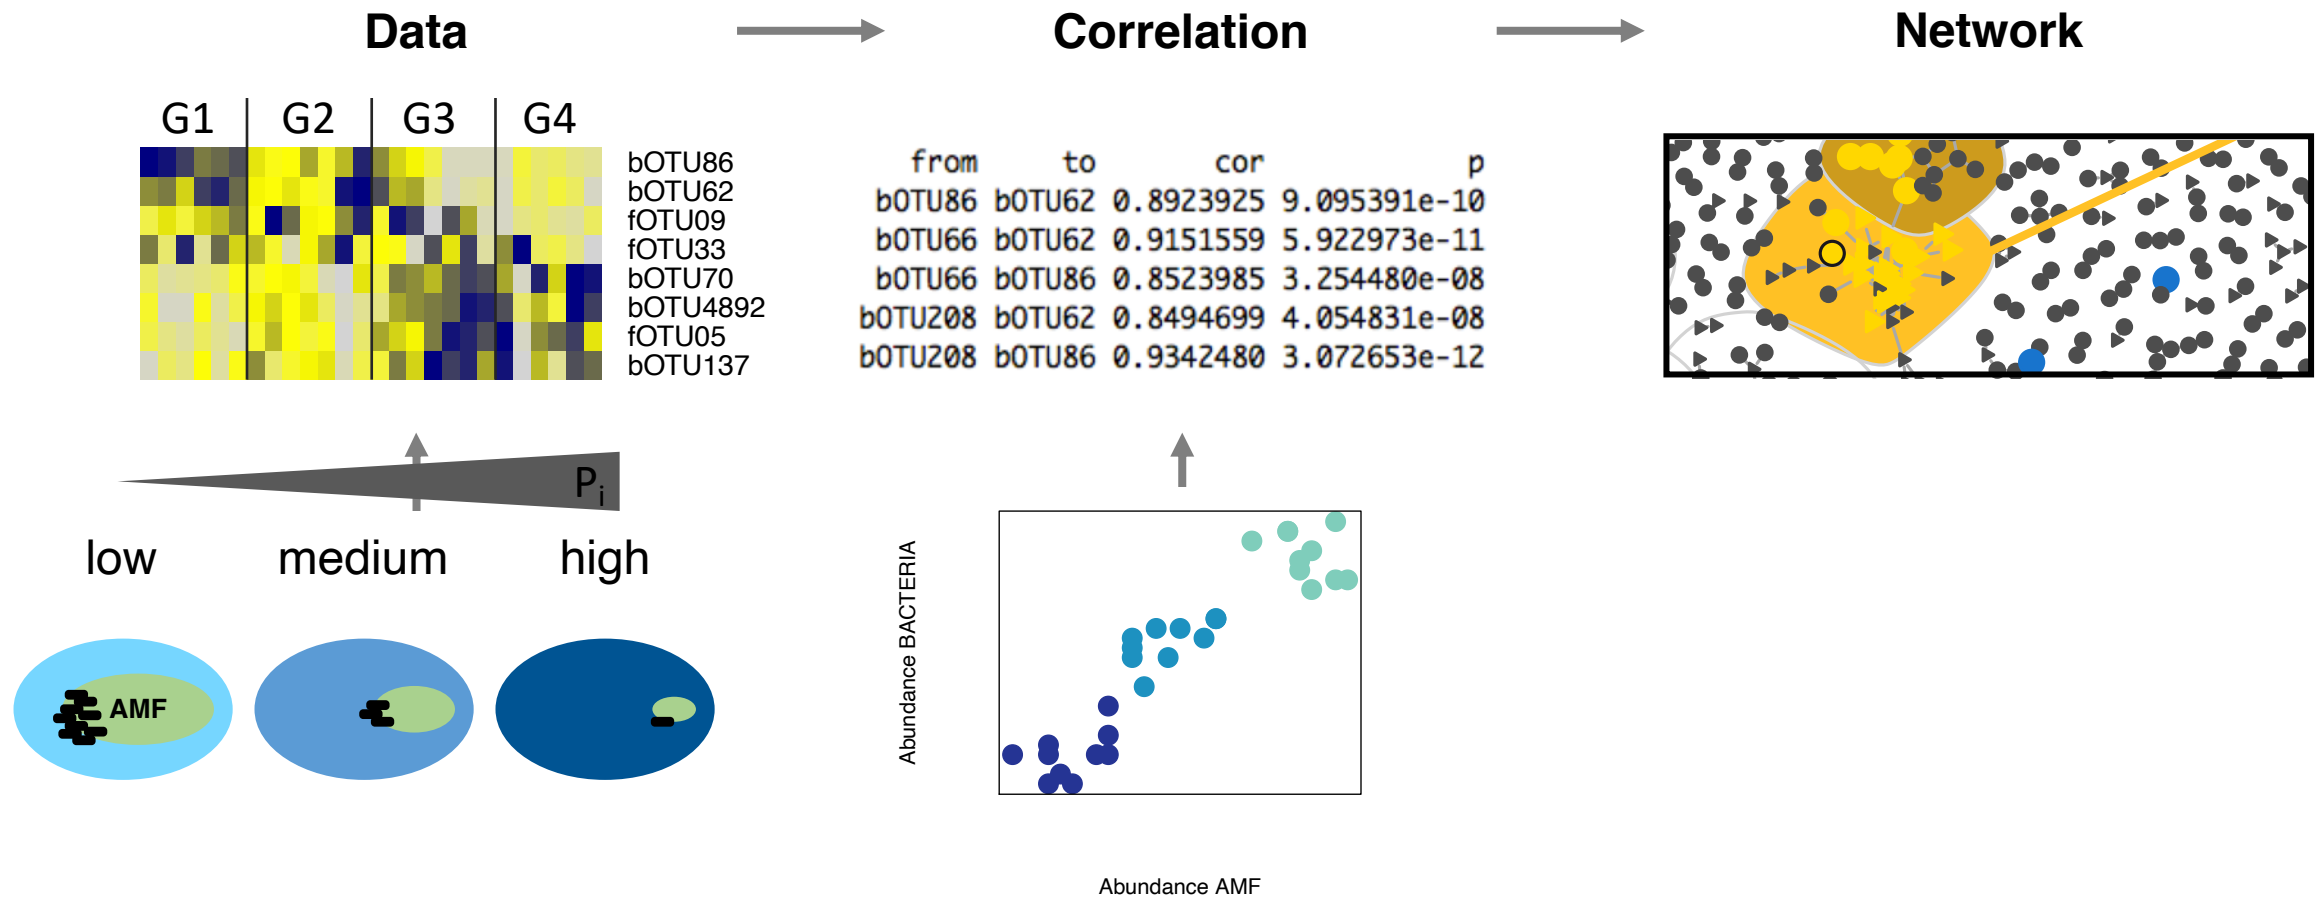 Data
Correlation
Network
G1 G2 G3 G4
bOTU86
bOTU62
fOTU09
fOTU33
bOTU70
bOTU4892
fOTU05
bOTU137
from to cor p
bOTU86 bOTU62 0.8923925 9.095391e-10
bOTU66 bOTU62 0.9151559 5.922973e-11
bOTU66 bOTU86 0.8523985 3.254480e-08
bOTU208 bOTU62 0.8494699 4.054831e-08
bOTU208 bOTU86 0.9342480 3.072653e-12
Pi
low medium high
AMF
Abundance BACTERIA
Abundance AMF